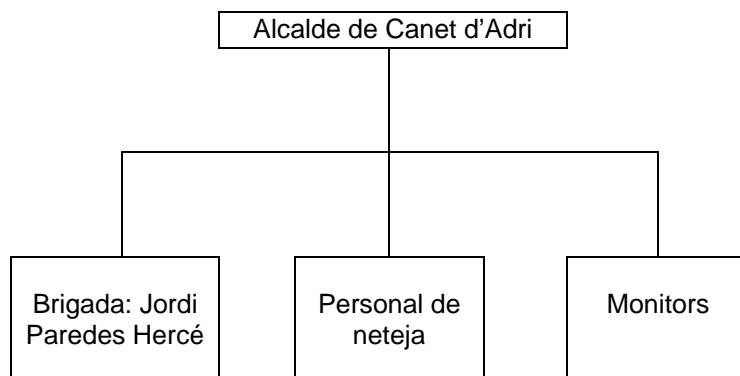 Alcalde de Canet d’Adri
Brigada: Jordi
Paredes Hercé
Personal de
neteja
Monitors